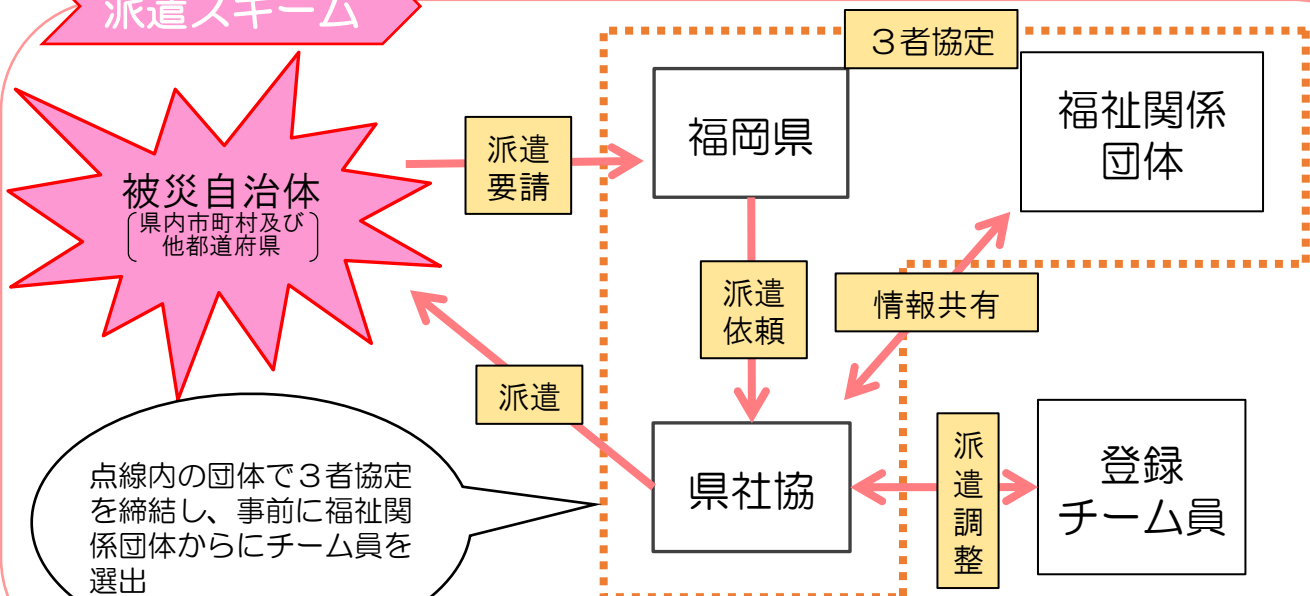 派遣スキーム
3者協定
福岡県
福祉関係
団体
派遣
要請
被災自治体
県内市町村及び
他都道府県
派遣
依頼
情報共有
派遣
県社協
派
遣
調
整
登録
チーム員
点線内の団体で3者協定
を締結し、事前に福祉関
係団体からにチーム員を
選出